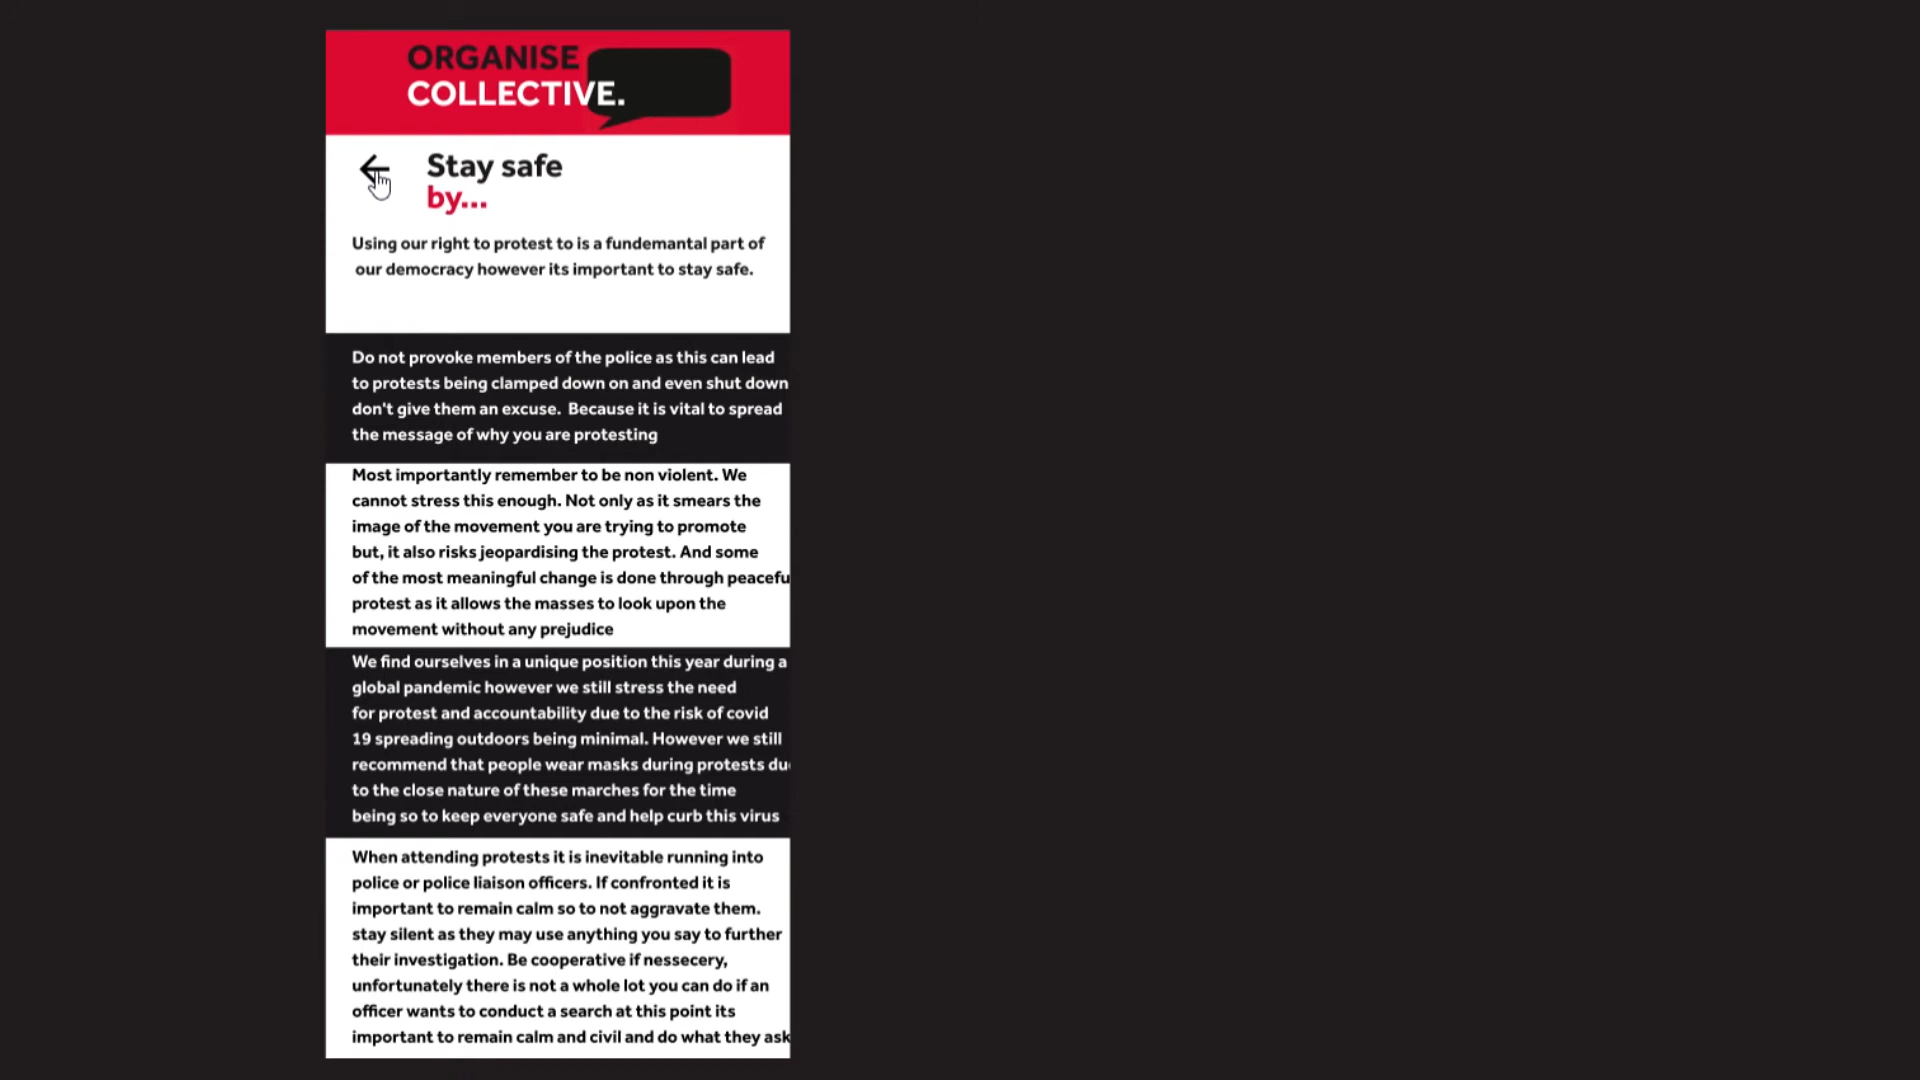 ORGANISE
COLLECTIVE.
Stay safe
by...
Using our right to protest to is a fundemantal part of
our democracy however its important to stay safe.
Do not provoke members of the police as this can lead
to protests being clamped down on and even shut down
don't give them an excuse. Because it is vital to spread
the message of why you are protesting
Most importantly remember to be non violent. We
cannot stress this enough. Not only as it smears the
image of the movement you are trying to promote
but, it also risks jeopardising the protest. And some
of the most meaningful change is done through peacefu
protest as it allows the masses to look upon the
movement without any prejudice
We find ourselves in a unique position this year during a
global pandemic however we still stress the need
for protest and accountability due to the risk of covid
19 spreading outdoors being minimal. However we still
recommend that people wear masks during protests du
to the close nature of these marches for the time
being so to keep everyone safe and help curb this virus
When attending protests it is inevitable running into
police or police liaison officers. If confronted it is
important to remain calm so to not aggravate them.
stay silent as they may use anything you say to further
their investigation. Be cooperative if nessecery,
unfortunately there is not a whole lot you can do if an
officer wants to conduct a search at this point its
important to remain calm and civil and do what they ask